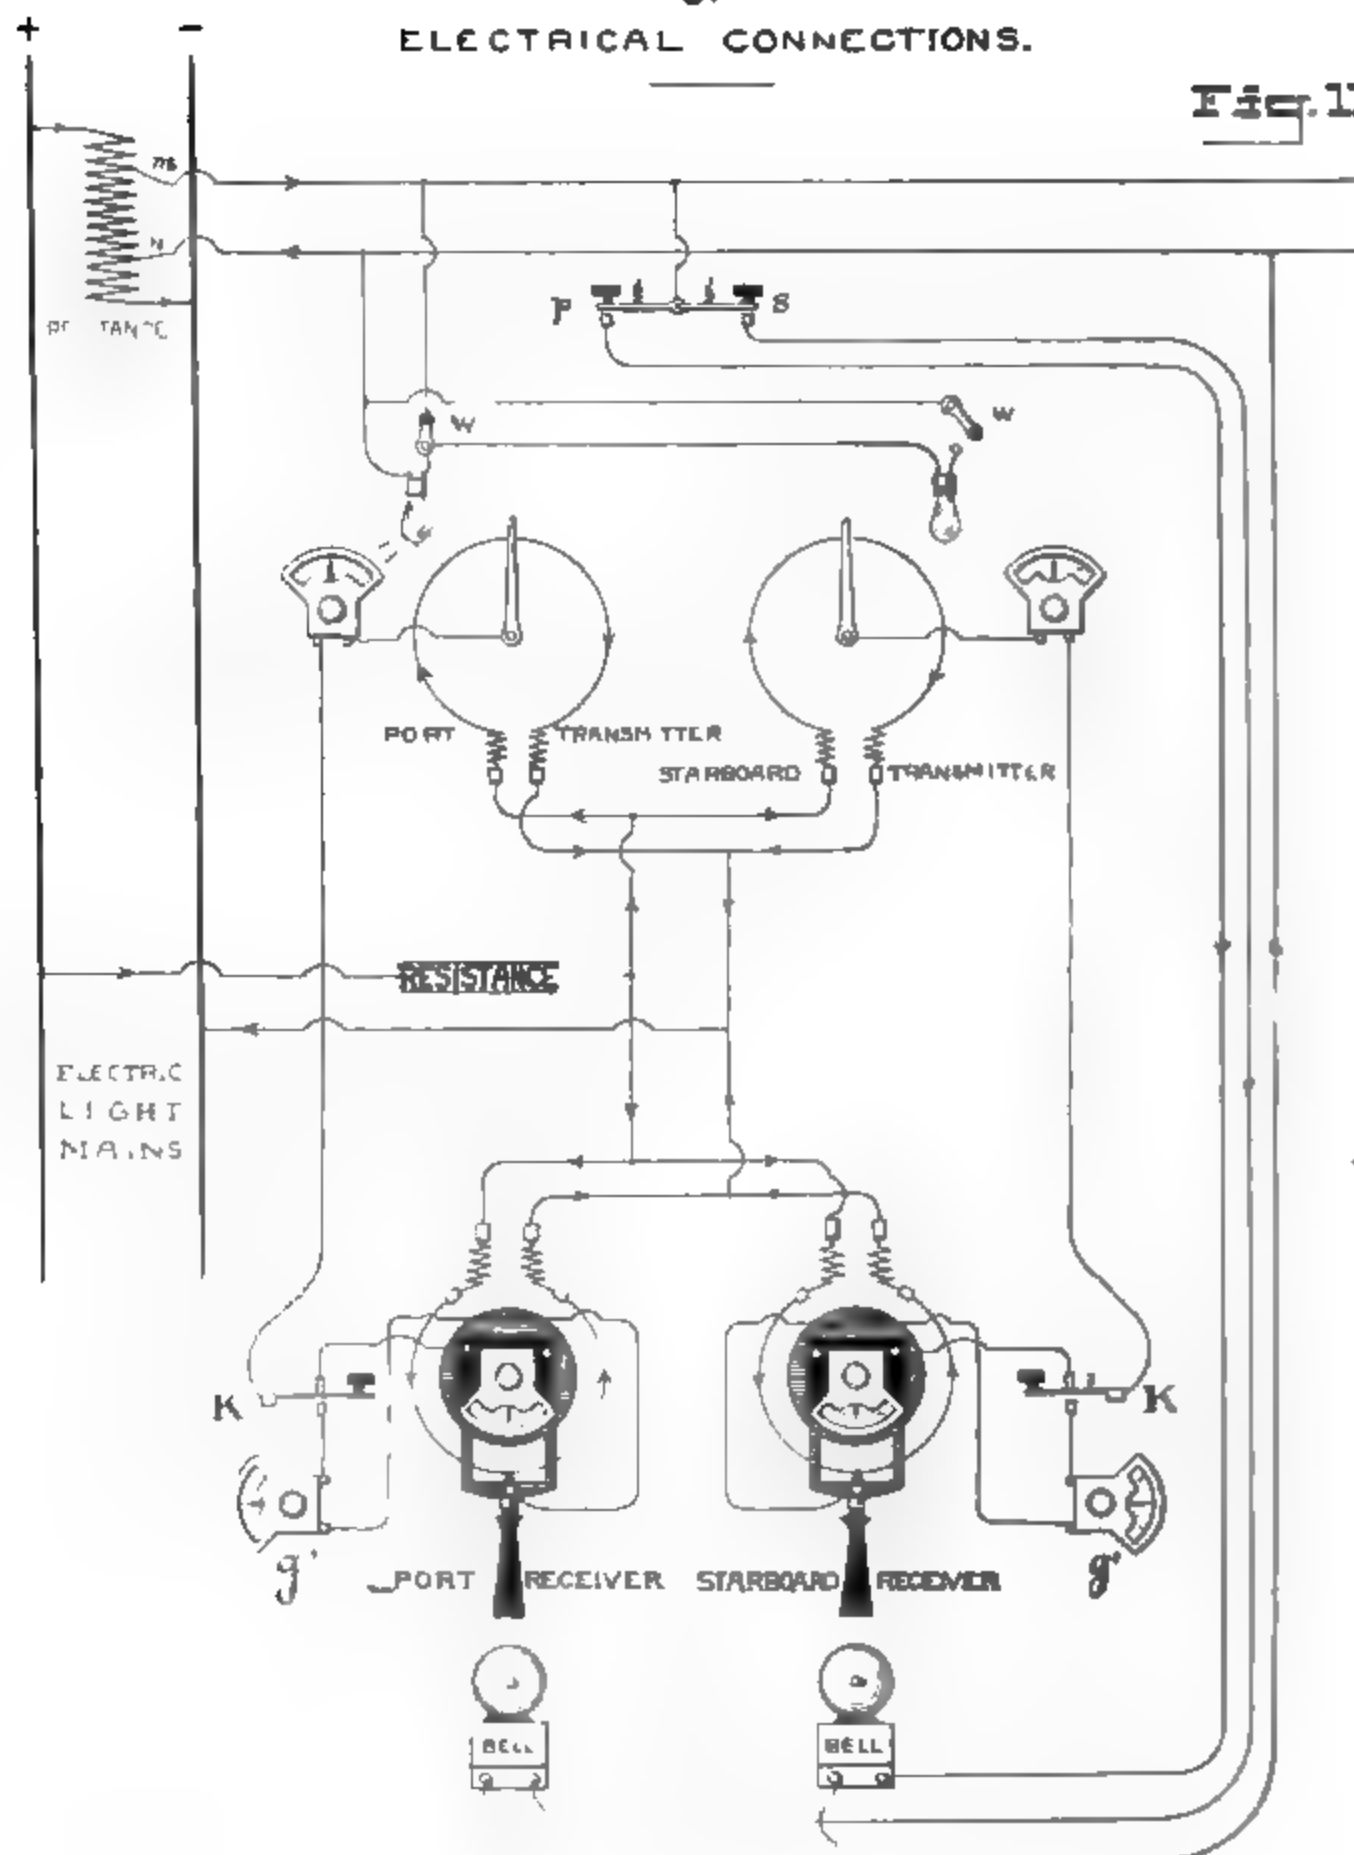 + -
ELECTRICAL CONNECTIONS.
Fig.
N
P S
W W
PORT TRANSMITTER
STARBOARD TRANSMITTER
RESISTANCE
ELECTRIC
LIGHT
MAINS
K K
g' g'
PORT RECEIVER STARBOARD RECEIVER
BELL BELL